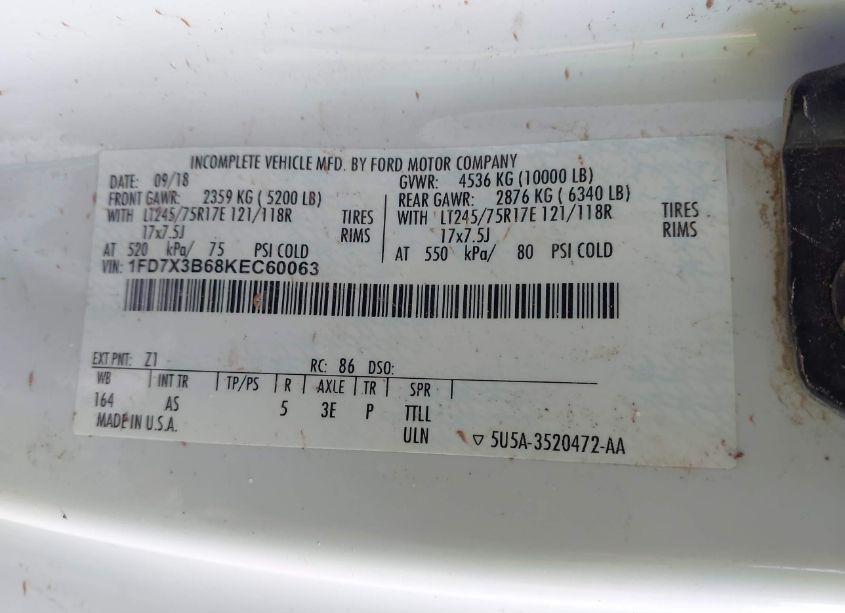 INCOMPLETE VEHICLE MFD. BY FORD MOTOR COMPANY
DATE: 09/18 GVWR: 4536 KG (10000 LB)
FRONT GAWR: 2359 KG ( 5200 LB) REAR GAWR: 2876 KG ( 6340 LB)
WITH LT245/75R17E 121/118R TIRES WITH LT245/75R17E 121/118R TIRES
17x7.5J RIMS 17x7.5J RIMS
AT 520 kPa/ 75 PSI COLD AT 550 kPa/ 80 PSI COLD
VIN: 1FD7X3B68KEC60063
EXT PNT: Z1 RC: 86 DSO:
WB INT TR TP/PS R AXLE TR SPR
164 AS 5 3E P TTLL
MADE IN U.S.A. ULN ▽ 5U5A-3520472-AA